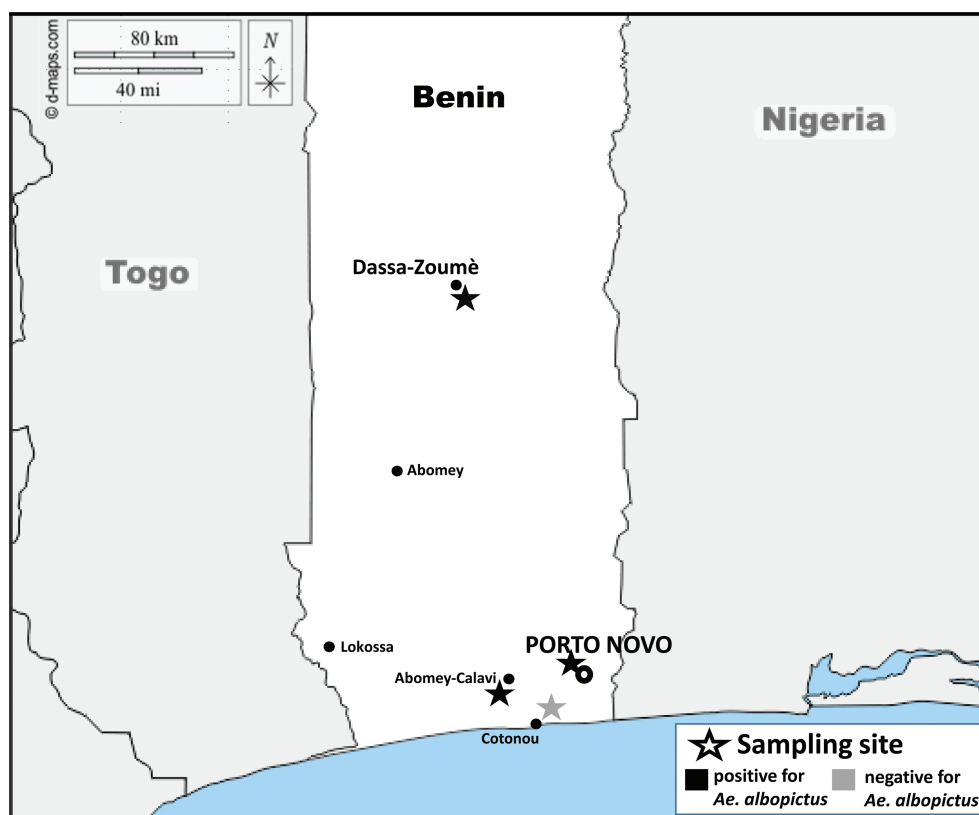 © d-maps.com
80 km
40 mi
N
Benin
Nigeria
Togo
Dassa-Zoumè
Abomey
Lokossa
PORTO NOVO
Abomey-Calavi
Cotonou
Sampling site
positive for
Ae. albopictus
negative for
Ae. albopictus